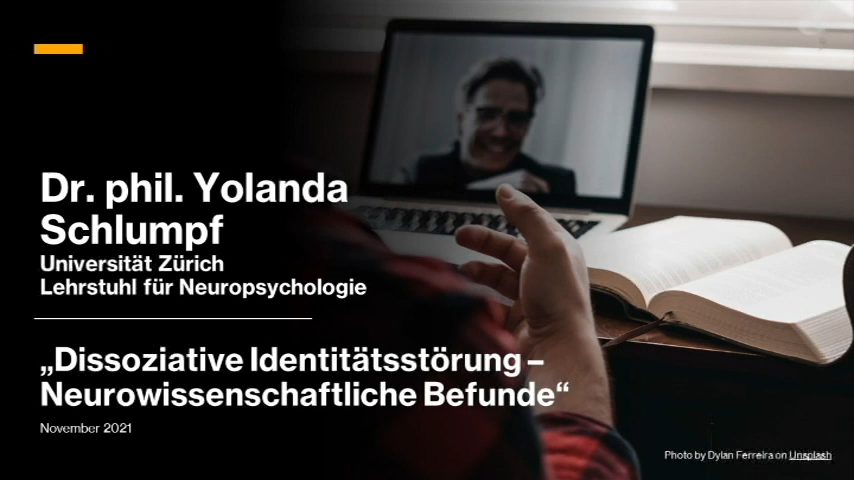 Dr. phil. Yolanda
Schlumpf
Universität Zürich
Lehrstuhl für Neuropsychologie
„Dissoziative Identitätsstörung –
Neurowissenschaftliche Befunde“
November 2021
Photo by Dylan Ferreira on Unsplash